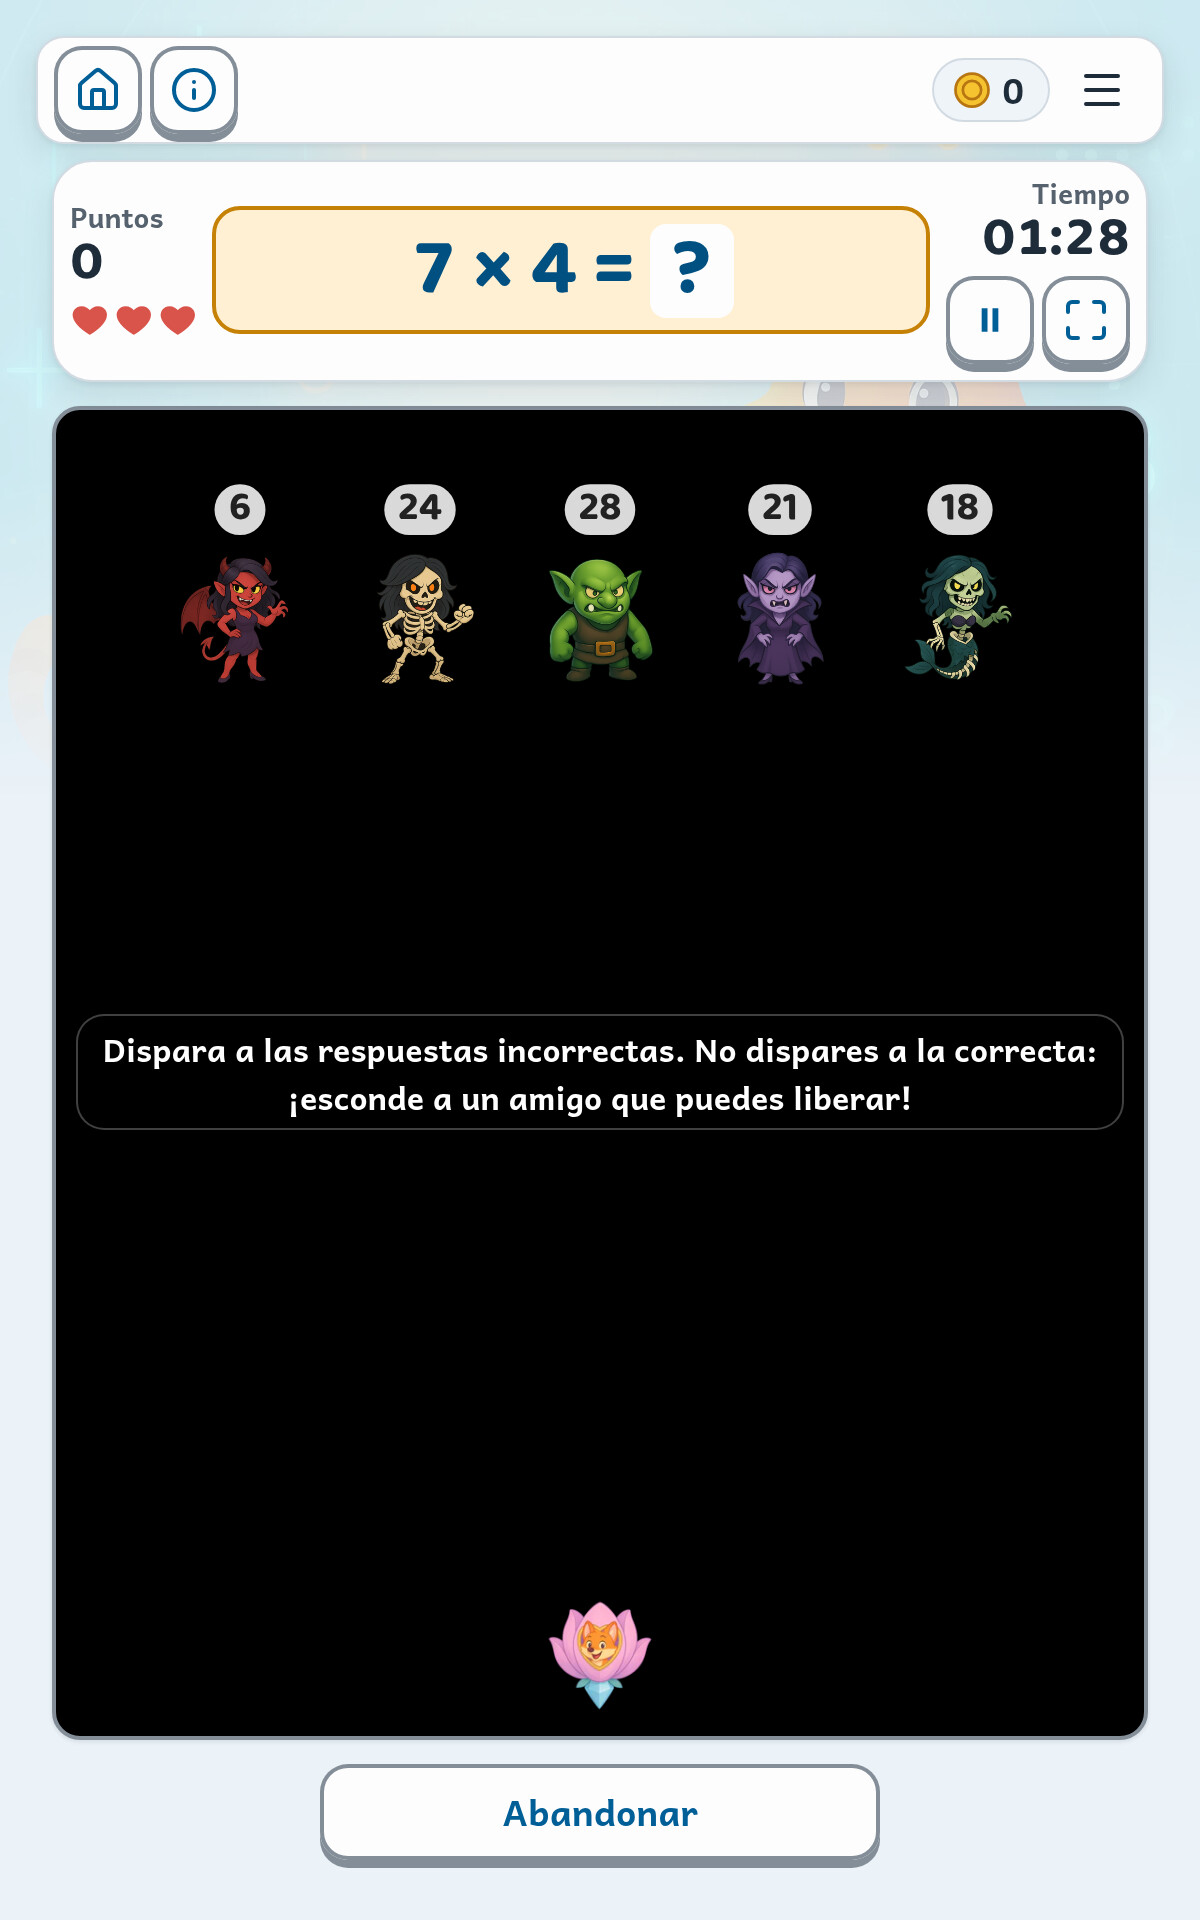 0
Puntos
0
7 × 4 = ?
Tiempo
01:28
6
24
28
21
18
Dispara a las respuestas incorrectas. No dispares a la correcta:
¡esconde a un amigo que puedes liberar!
Abandonar